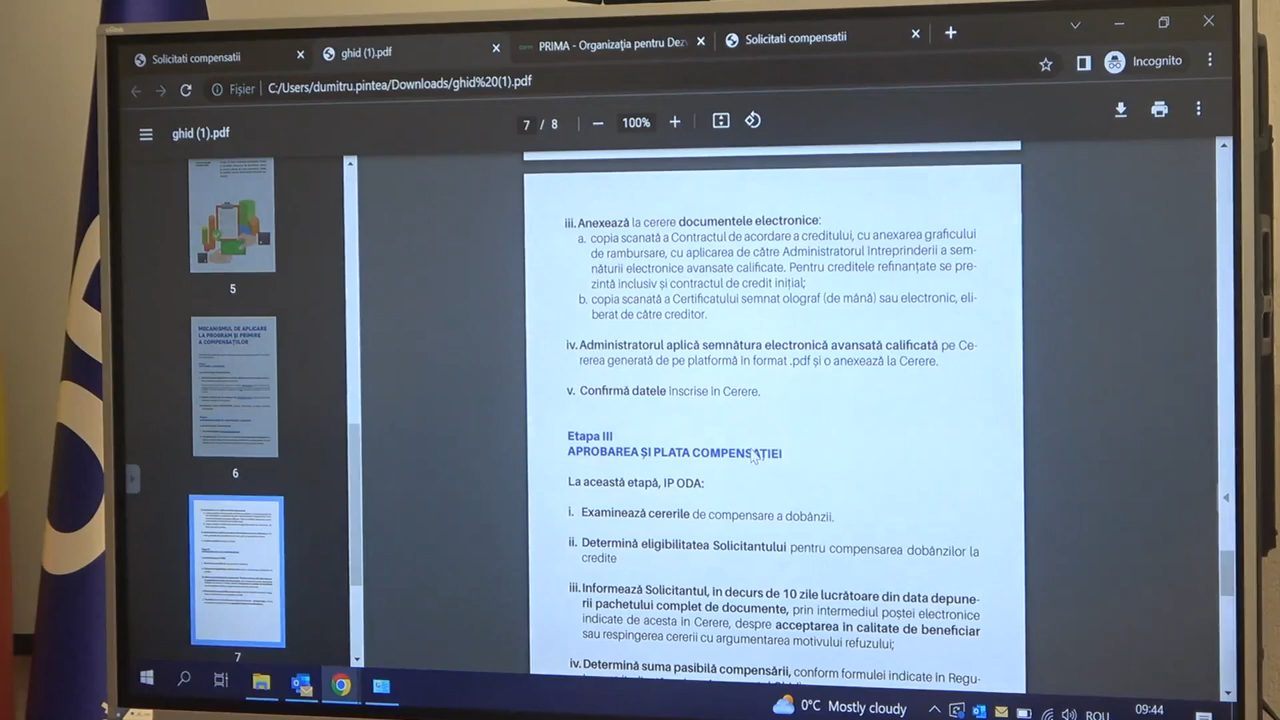 Solicitati compensatii
ghid (1).pdf
PRIMA - Organizaţia pentru Dez
Solicitati compensatii
Fișier
C:/Users/dumitru.pintea/Downloads/ghid%20(1).pdf
Incognito
ghid (1).pdf
7 / 8
100%
5
MECANISMUL DE APLICARE
LA PROGRAM ȘI PRIMIRE
A COMPENSAȚIILOR
6
7
iii. Anexează la cerere documentele electronice:
a. copia scanată a Contractul de acordare a creditului, cu anexarea graficului
de rambursare, cu aplicarea de către Administratorul Intreprinderii a sem-
năturii electronice avansate calificate. Pentru creditele refinanțate se pre-
zintă inclusiv și contractul de credit inițial;
b. copia scanată a Certificatului semnat olograf (de mână) sau electronic, eli-
berat de către creditor.
iv. Administratorul aplică semnătura electronică avansată calificată pe Ce-
rerea generată de pe platformă în format .pdf și o anexează la Cerere.
v. Confirmă datele înscrise în Cerere.
Etapa III
APROBAREA ȘI PLATA COMPENSAȚIEI
La această etapă, IP ODA:
i. Examinează cererile de compensare a dobânzii.
ii. Determină eligibilitatea Solicitantului pentru compensarea dobânzilor la
credite
iii. Informează Solicitantul, în decurs de 10 zile lucrătoare din data depune-
rii pachetului complet de documente, prin intermediul poștei electronice
indicate de acesta în Cerere, despre acceptarea în calitate de beneficiar
sau respingerea cererii cu argumentarea motivului refuzului;
iv. Determină suma pasibilă compensării, conform formulei indicate în Regu-
0°C Mostly cloudy
ROU
09:44